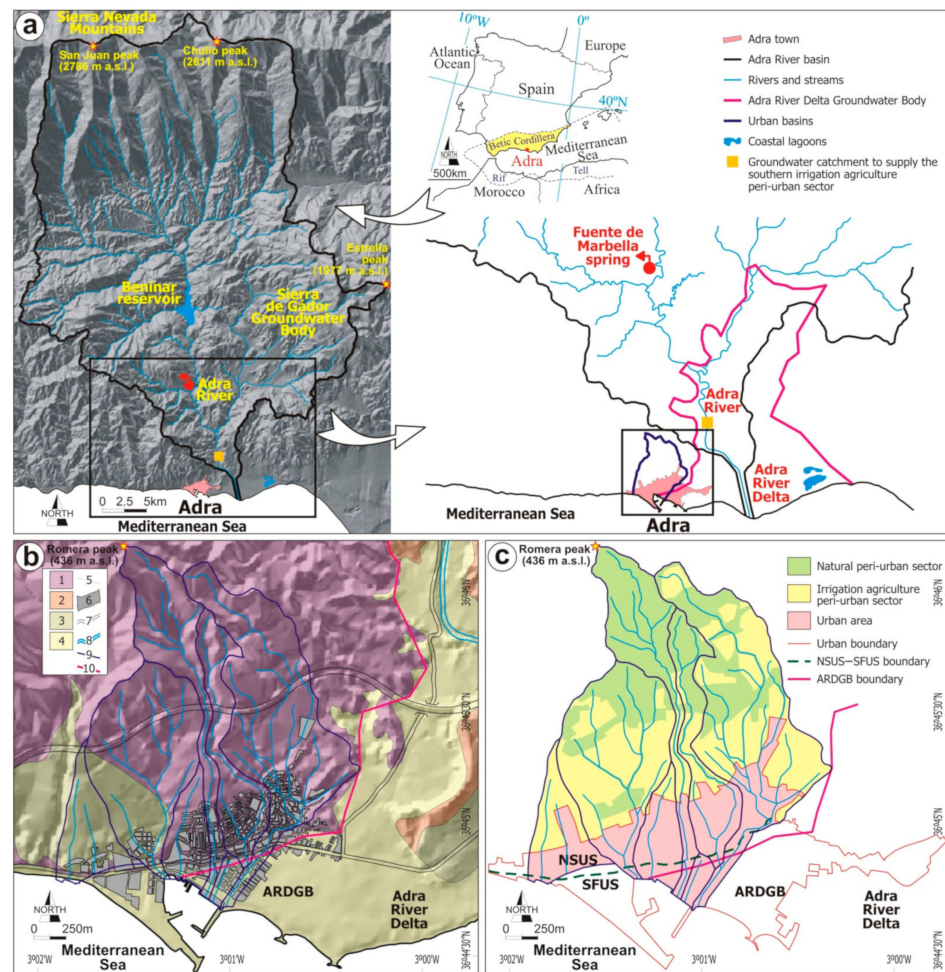 a
Sierra Nevada
Mountains
San Juan peak
(2786 m a.s.l.)
Chullo peak
(2611 m a.s.l.)
Estrella
peak
(1977 m a.s.l.)
Beninar
reservoir
Sierra
de Gádor
Groundwater
Body
Adra
River
0 2.5 5km
NORTH
Adra
Mediterranean Sea
10ºW
0º
Atlantic
Ocean
Europe
Spain
40ºN
Betic Cordillera
Mediterranean
Sea
Adra
NORTH
500km
Rif
Tell
Morocco
Africa
Adra town
Adra River basin
Rivers and streams
Adra River Delta Groundwater Body
Urban basins
Coastal lagoons
Groundwater catchment to supply the
southern irrigation agriculture
peri-urban sector
Fuente de
Marbella
spring
Adra
River
Adra
River
Delta
Mediterranean Sea
Adra
b
Romera peak
(436 m a.s.l.)
1
2
3
4
5
6
7
8
9
10
36º46'N
36º45'30"N
36º45'N
36º44'30"N
ARDGB
Adra
River
Delta
NORTH
0 250m
Mediterranean
Sea
3º02'W
3º01'W
3º00'W
c
Romera peak
(436 m a.s.l.)
Natural peri-urban sector
Irrigation agriculture
peri-urban sector
Urban area
Urban boundary
NSUS−SFUS boundary
ARDGB boundary
36º46'N
36º45'30"N
36º45'N
36º44'30"N
NSUS
SFUS
ARDGB
Adra
River
Delta
NORTH
0 250m
Mediterranean
Sea
3º02'W
3º01'W
3º00'W